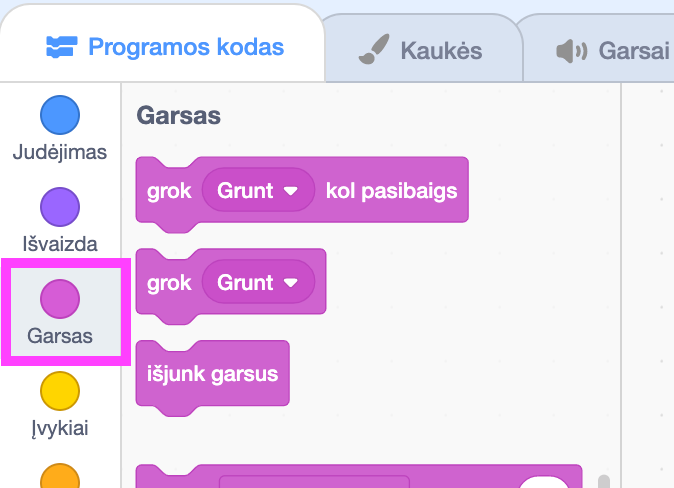 Programos kodas
Kaukės
Garsai
Judėjimas
Išvaizda
Garsas
Įvykiai
Garsas
grok Grunt kol pasibaigs
grok Grunt
išjunk garsus